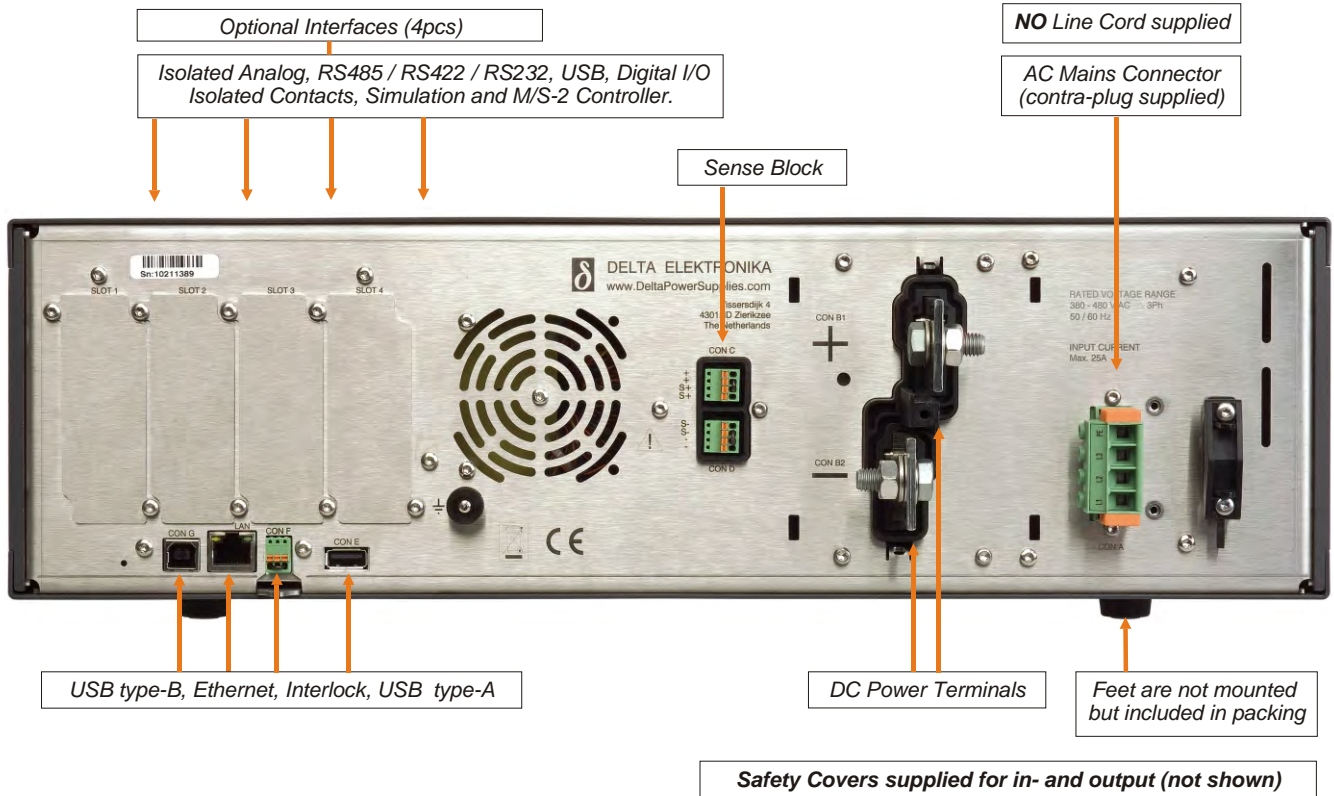 Optional Interfaces (4pcs)
Isolated Analog, RS485 / RS422 / RS232, USB, Digital I/O
Isolated Contacts, Simulation and M/S-2 Controller.
NO Line Cord supplied
AC Mains Connector
(contra-plug supplied)
Sense Block
Sn:10211389
SLOT 1
SLOT 2
SLOT 3
SLOT 4
δ DELTA ELEKTRONIKA
www.DeltaPowerSupplies.com
4301 Zierikzee
The Netherlands
CON C
+
+
S+
S+
S-
S-
-
-
CON D
CON B1
+
CON B2
-
RATED VOLTAGE RANGE
380 - 480 VAC 3Ph
50 / 60 Hz
INPUT CURRENT
Max. 25A
PE
L3
L2
L1
CON A
CON G
LAN
CON F
CON E
CE
USB type-B, Ethernet, Interlock, USB type-A
DC Power Terminals
Feet are not mounted
but included in packing
Safety Covers supplied for in- and output (not shown)